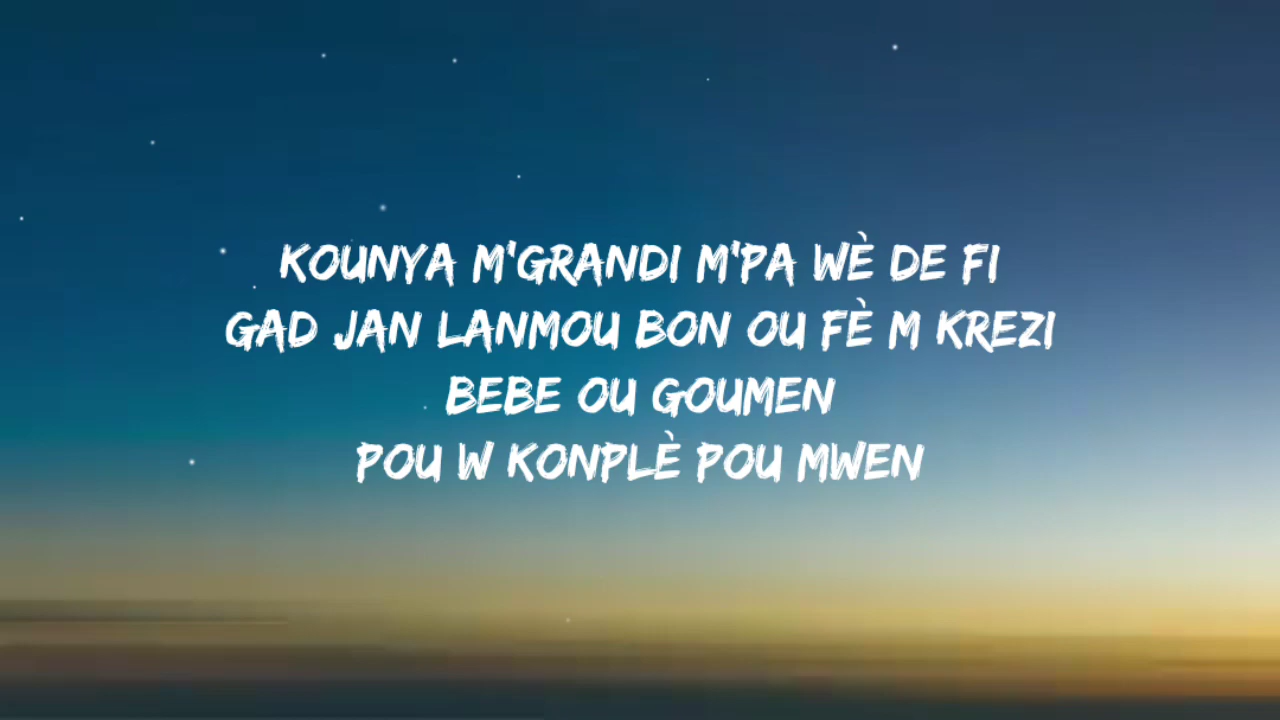 KOUNYA M'GRANDI M'PA WÈ DE FI
GAD JAN LANMOU BON OU FÈ M KREZI
BEBE OU GOUMEN
POU W KONPLÈ POU MWEN